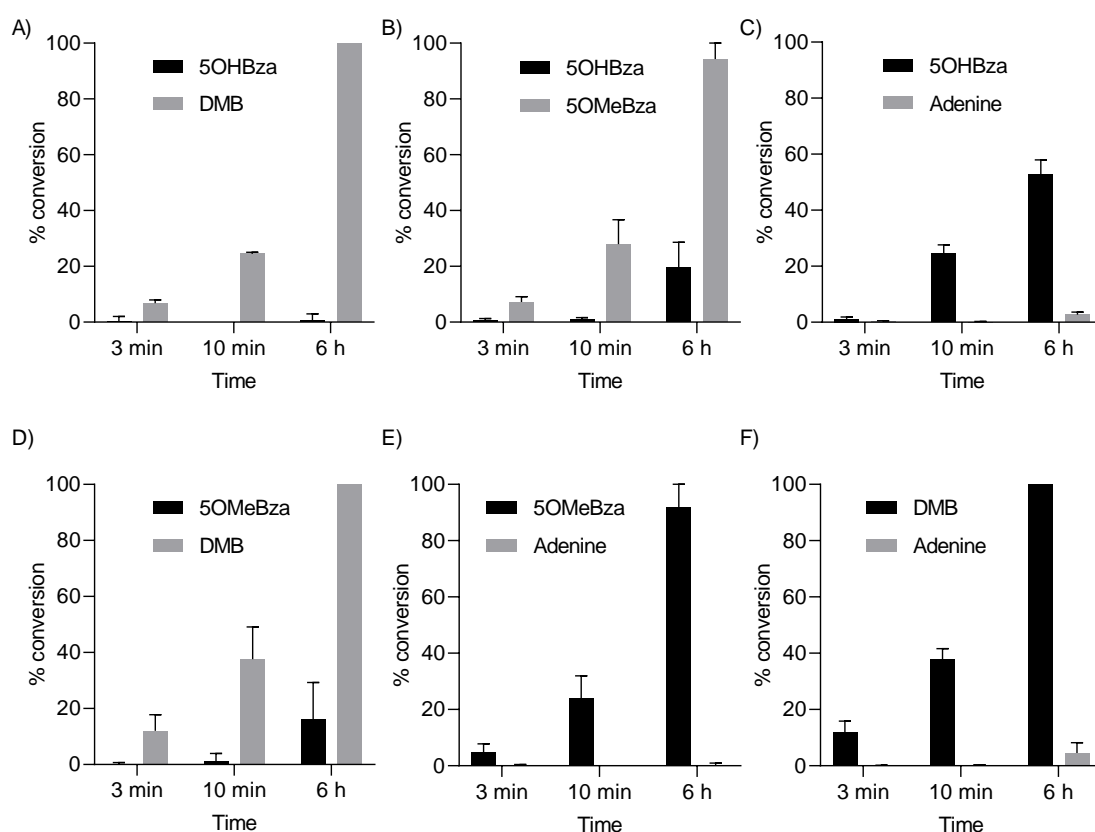 A)
5OHBza
DMB
% conversion
100
80
60
40
20
0
3 min 10 min 6 h
Time
B)
5OHBza
5OMeBza
% conversion
100
80
60
40
20
0
3 min 10 min 6 h
Time
C)
5OHBza
Adenine
% conversion
100
80
60
40
20
0
3 min 10 min 6 h
Time
D)
5OMeBza
DMB
% conversion
100
80
60
40
20
0
3 min 10 min 6 h
Time
E)
5OMeBza
Adenine
% conversion
100
80
60
40
20
0
3 min 10 min 6 h
Time
F)
DMB
Adenine
% conversion
100
80
60
40
20
0
3 min 10 min 6 h
Time